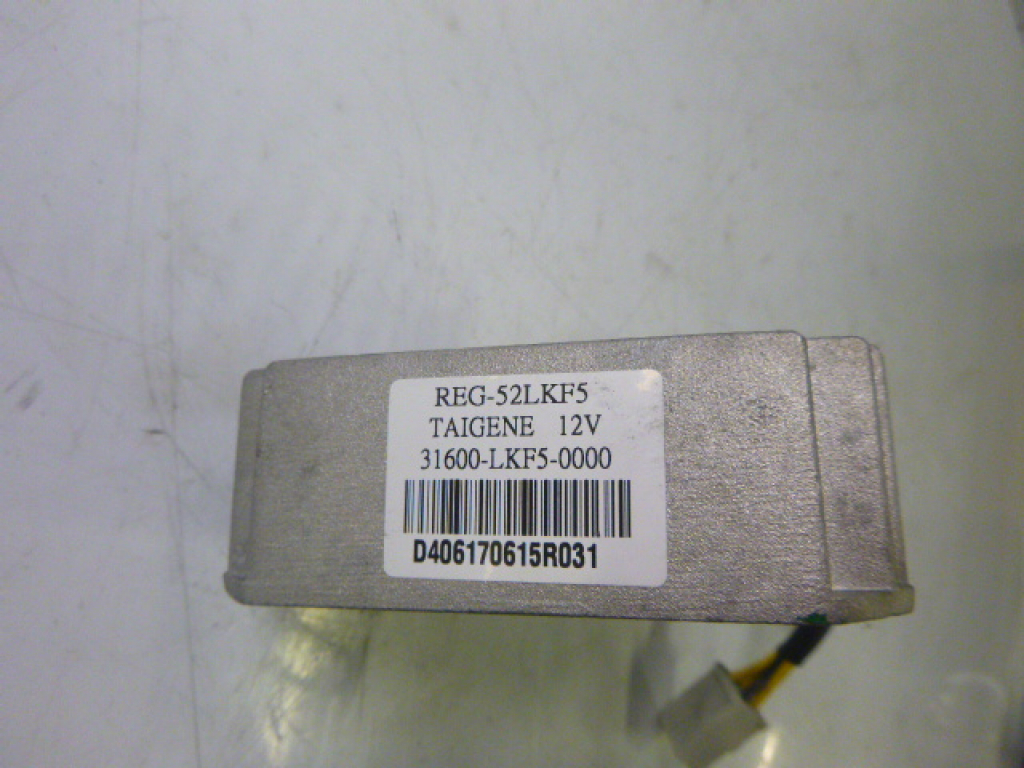 REG-52LKF5
TAIGENE 12V
31600-LKF5-0000
D406170615R031